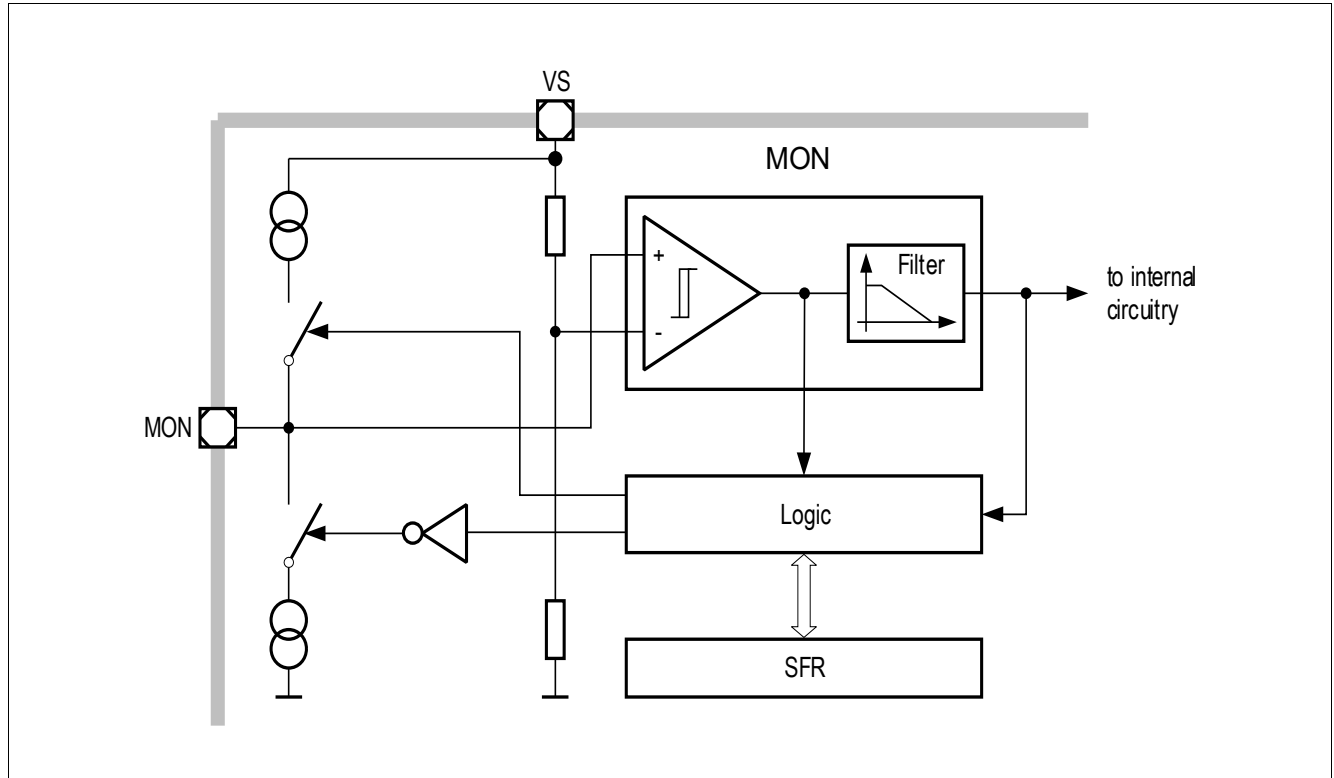 VS
MON
+
Filter
-
to internal
circuitry
MON
Logic
SFR